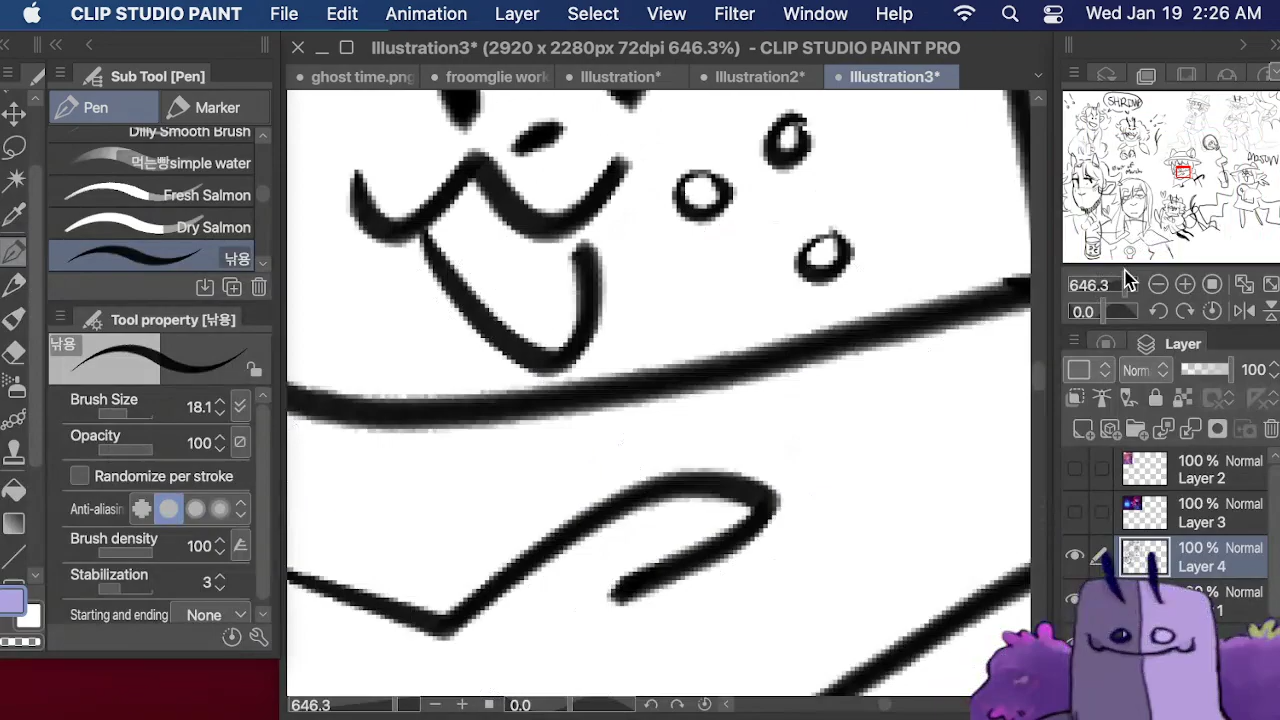 CLIP STUDIO PAINT File Edit Animation Layer Select View Filter Window Help Wed Jan 19 2:26 AM
Illustration3* (2920 x 2280px 72dpi 646.3%) - CLIP STUDIO PAINT PRO
Sub Tool [Pen]
ghost time.png froomglie work Illustration* Illustration2* Illustration3*
Pen Marker
Dilly Smooth Brush
먹는빵simple water
Fresh Salmon
Dry Salmon
낚용
Tool property [낚용]
낚용
Brush Size 18.1
Opacity 100
Randomize per stroke
Anti-aliasin
Brush density 100
Stabilization 3
Starting and ending None
646.3 0.0
SHRIMP
646.3
0.0
Layer
Norm 100
100 % Normal
Layer 2
100 % Normal
Layer 3
100 % Normal
Layer 4